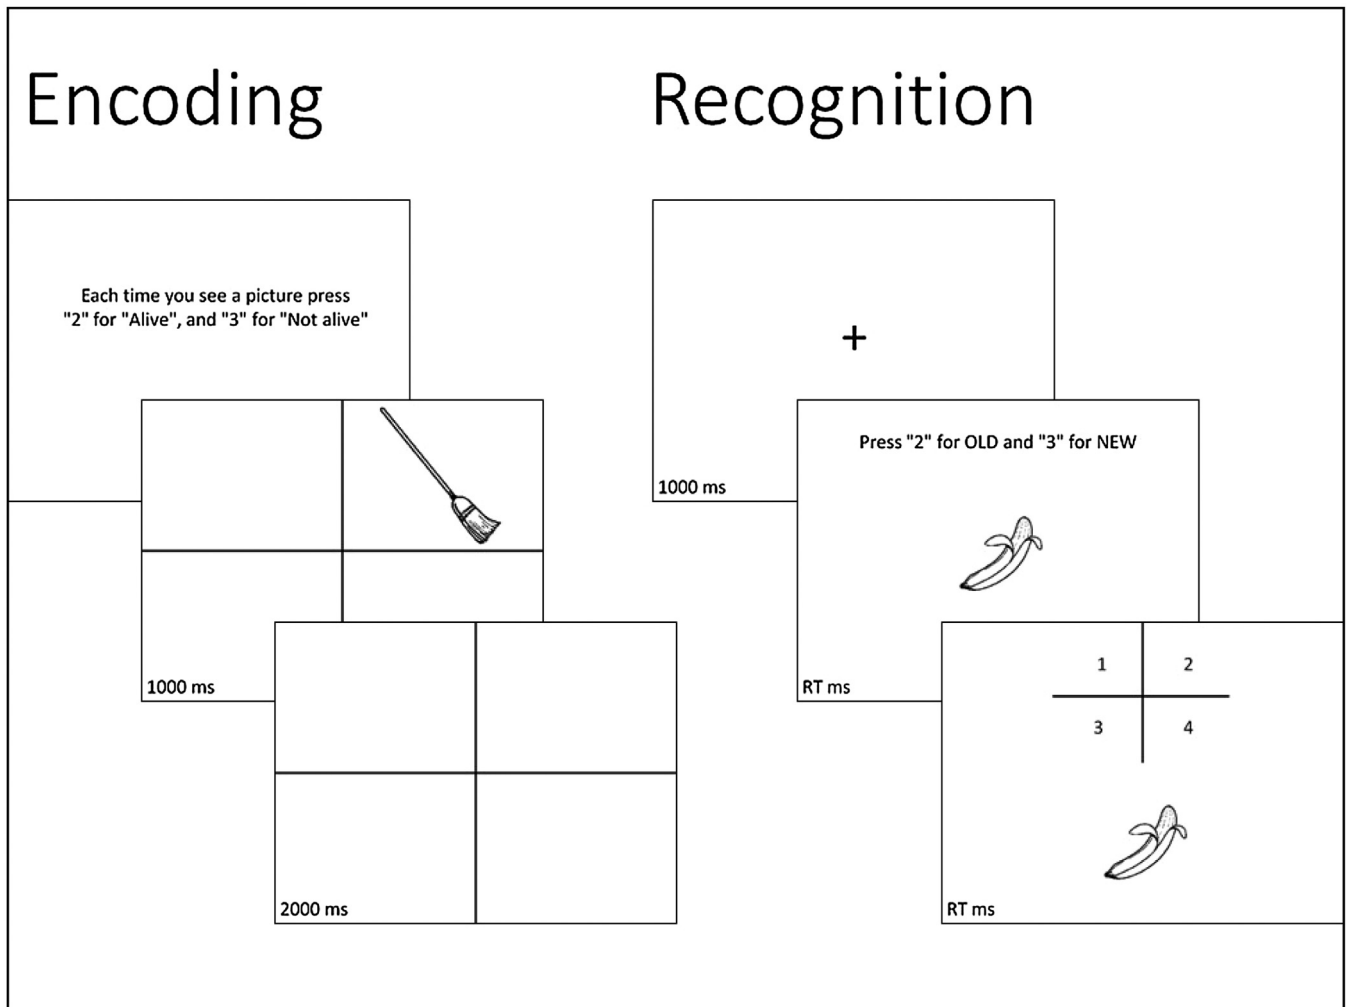 Encoding
Recognition
Each time you see a picture press
"2" for "Alive", and "3" for "Not alive"
1000 ms
2000 ms
1000 ms
Press "2" for OLD and "3" for NEW
RT ms
1 2
3 4
RT ms